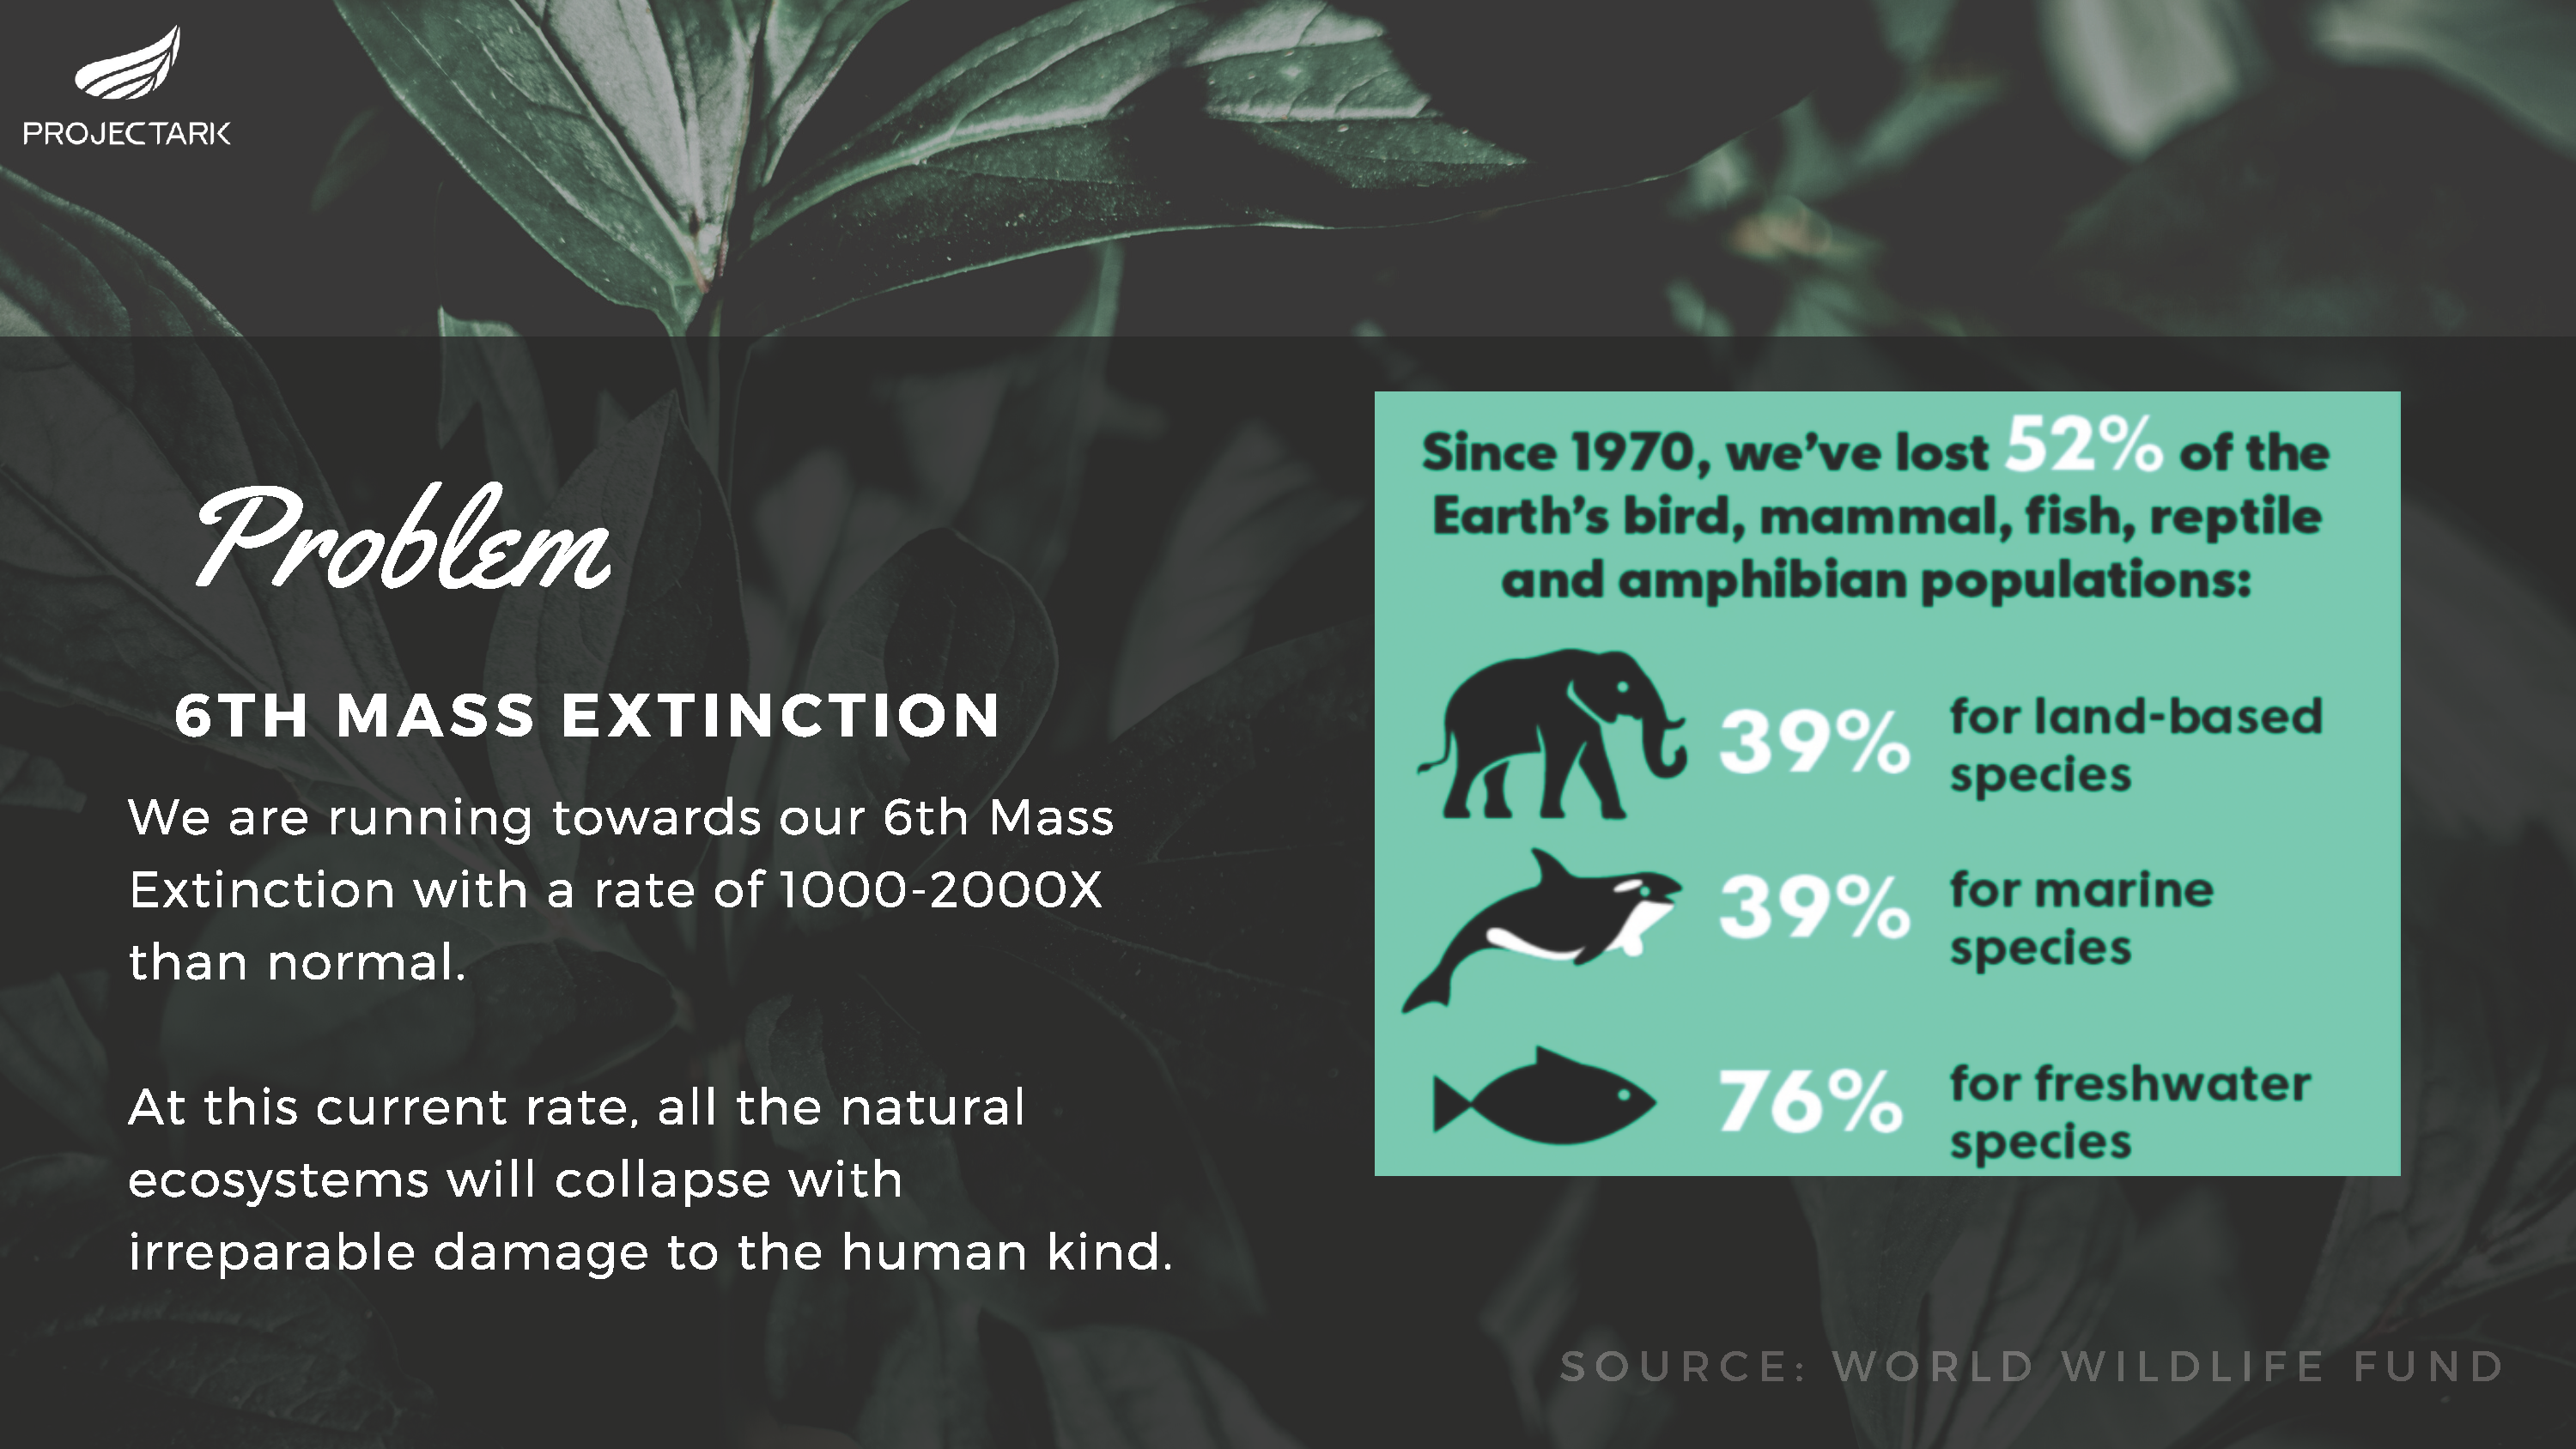 PROJECTARK
Problem
6TH MASS EXTINCTION
We are running towards our 6th Mass
Extinction with a rate of 1000-2000X
than normal.
At this current rate, all the natural
ecosystems will collapse with
irreparable damage to the human kind.
Since 1970, we've lost 52% of the
Earth's bird, mammal, fish, reptile
and amphibian populations:
39% for land-based
species
39% for marine
species
76% for freshwater
species
SOURCE: WORLD WILDLIFE FUND